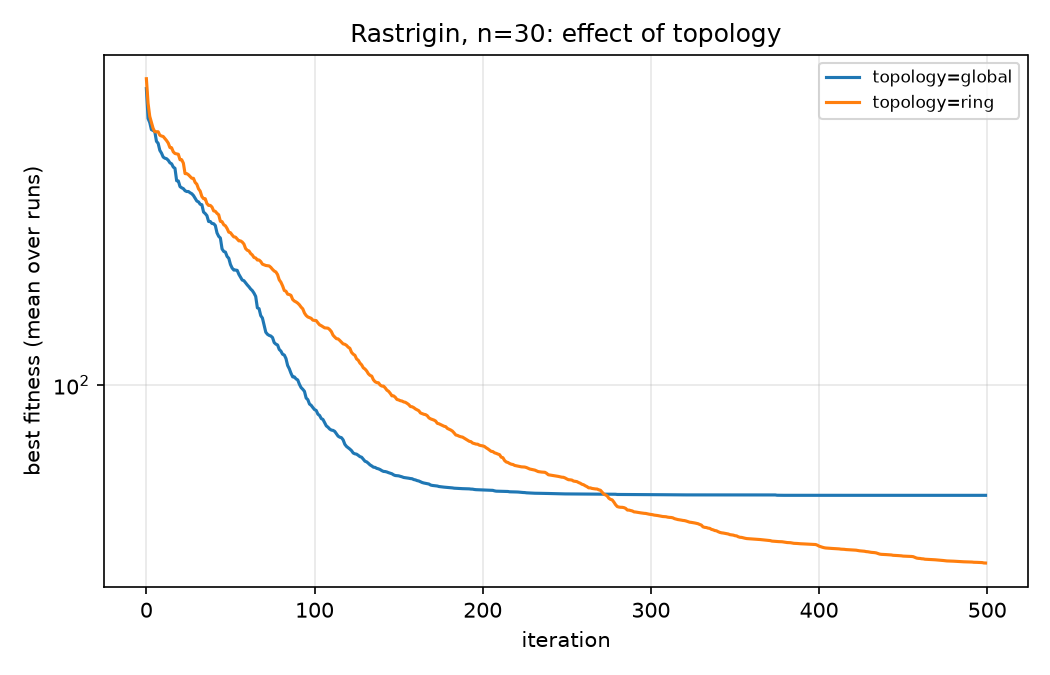 Rastrigin, n=30: effect of topology
topology=global
topology=ring
best fitness (mean over runs)
10²
0 100 200 300 400 500
iteration